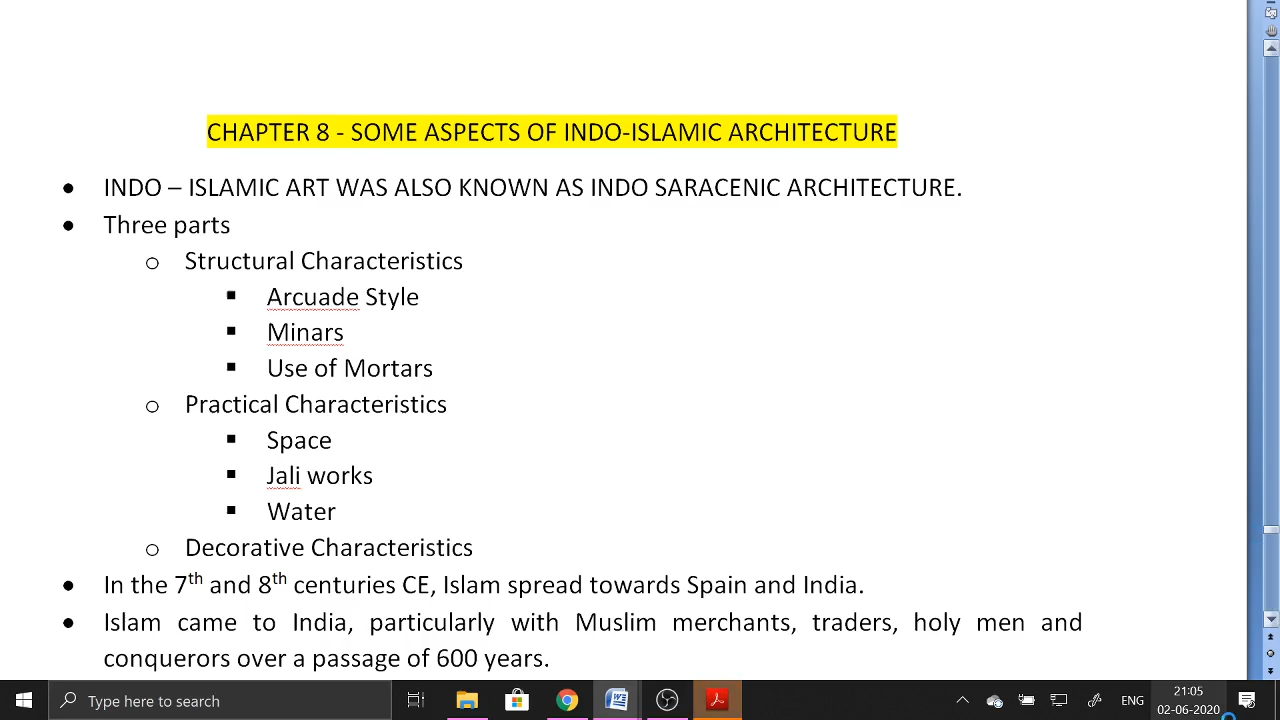 CHAPTER 8 - SOME ASPECTS OF INDO-ISLAMIC ARCHITECTURE
• INDO – ISLAMIC ART WAS ALSO KNOWN AS INDO SARACENIC ARCHITECTURE.
• Three parts
o Structural Characteristics
▪ Arcuade Style
▪ Minars
▪ Use of Mortars
o Practical Characteristics
▪ Space
▪ Jali works
▪ Water
o Decorative Characteristics
• In the 7th and 8th centuries CE, Islam spread towards Spain and India.
• Islam came to India, particularly with Muslim merchants, traders, holy men and
conquerors over a passage of 600 years.
Type here to search
ENG
21:05
02-06-2020